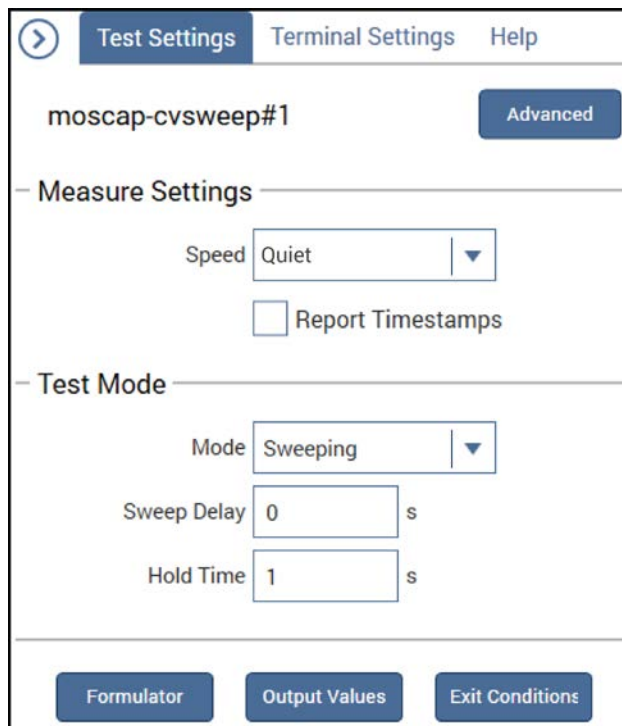 Test Settings Terminal Settings Help
moscap-cvsweep#1 Advanced
Measure Settings
Speed Quiet
Report Timestamps
Test Mode
Mode Sweeping
Sweep Delay 0 s
Hold Time 1 s
Formulator Output Values Exit Conditions